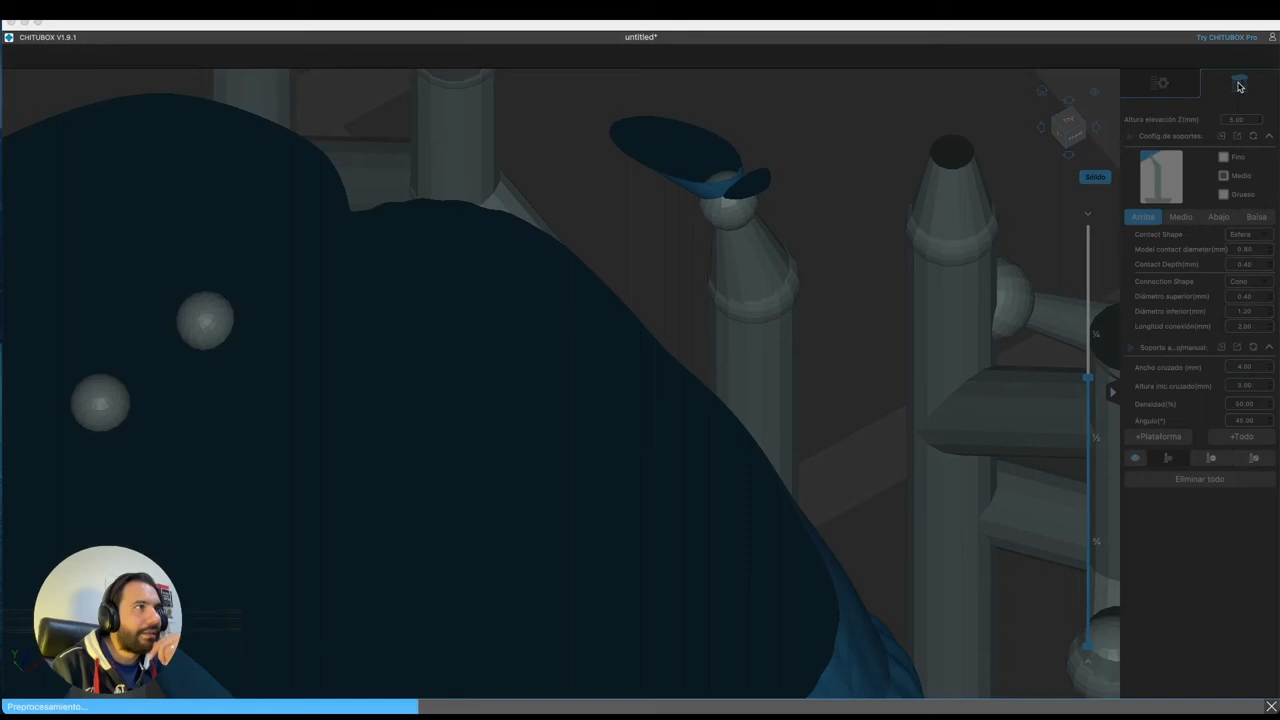 CHITUBOX V1.9.1
untitled*
Try CHITUBOX Pro
Altura elevación Z(mm) 5.00
Config.de soportes:
Fino
Medio
Grueso
Sólido
Arriba Medio Abajo Balsa
Contact Shape Esfera
Model contact diameter(mm) 0.80
Contact Depth(mm) 0.40
Connection Shape Cono
Diámetro superior(mm) 0.40
Diámetro inferior(mm) 1.20
Longitud conexión(mm) 2.00
Soporte a...o/manual:
Ancho cruzado (mm) 4.00
Altura inic.cruzado(mm) 3.00
Densidad(%) 50.00
Ángulo(°) 45.00
+Plataforma +Todo
Eliminar todo
Y
Preprocesamiento...